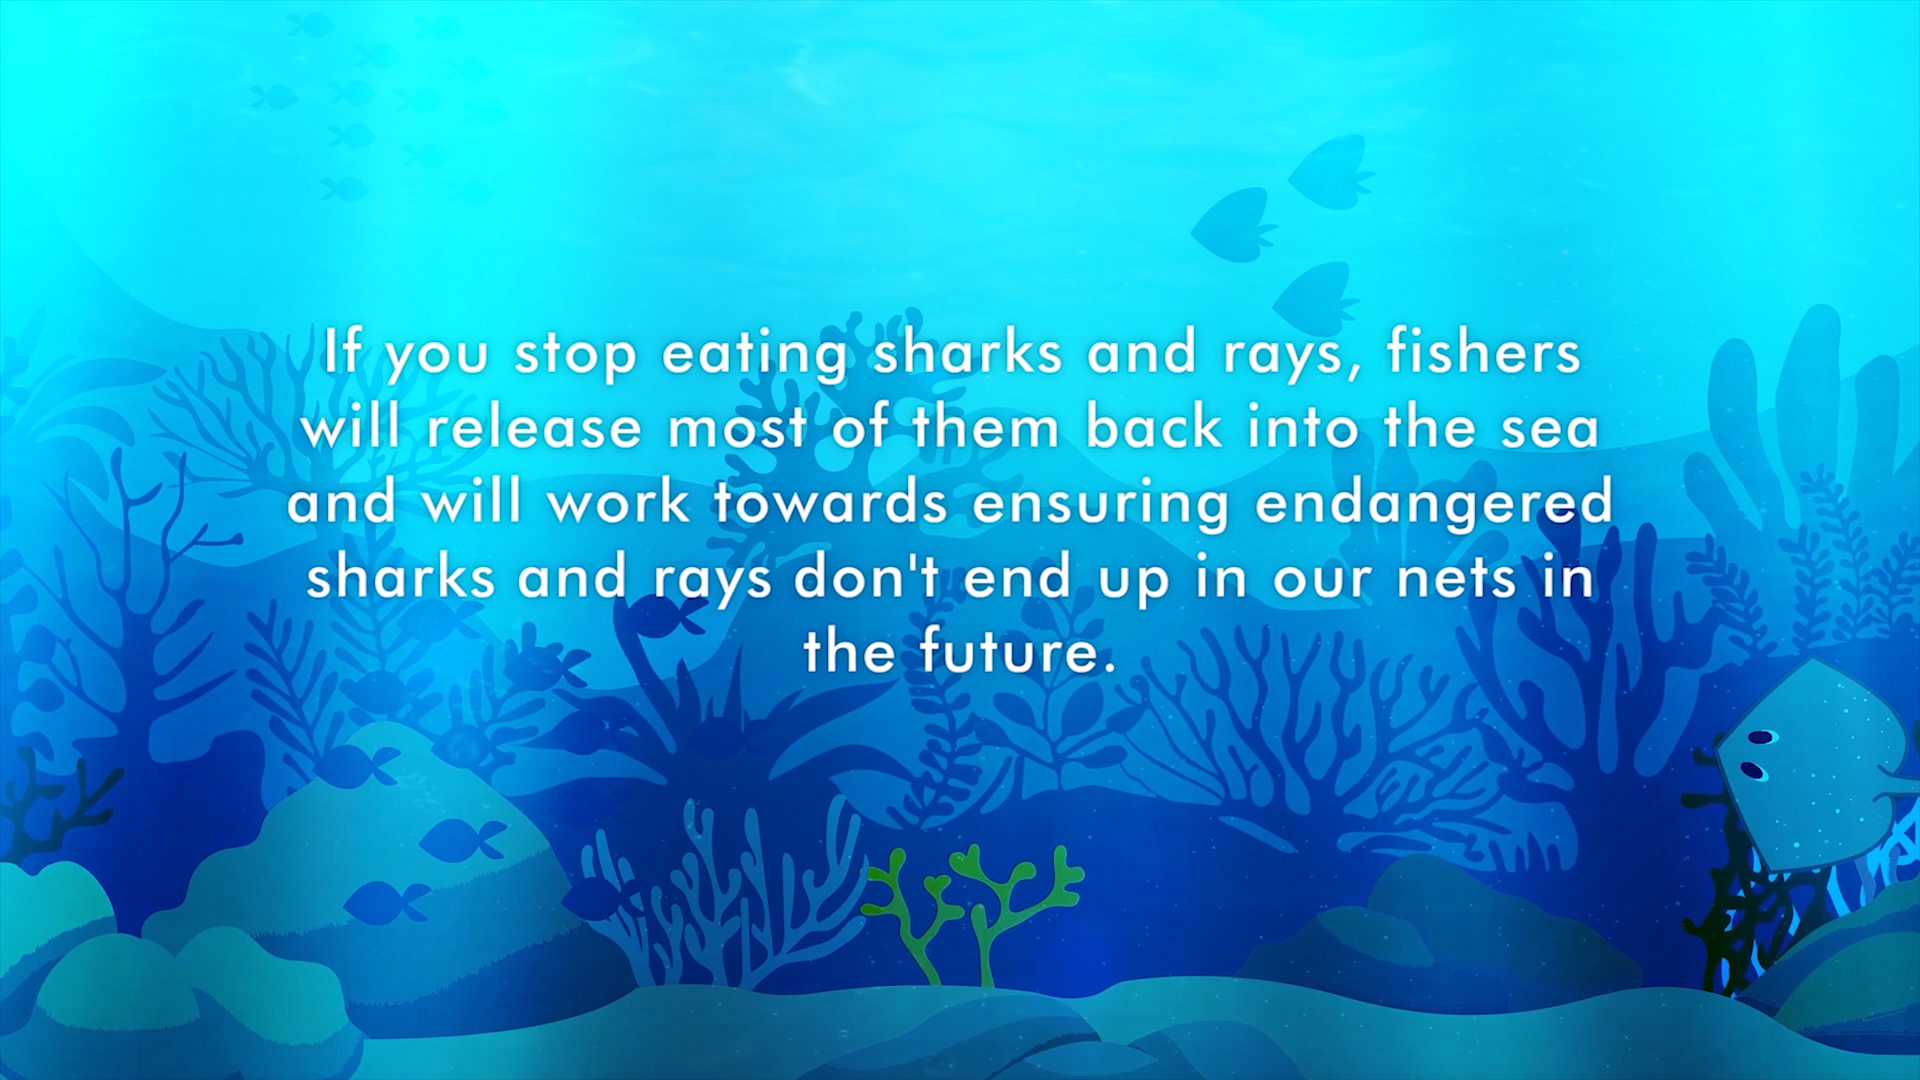 If you stop eating sharks and rays, fishers
will release most of them back into the sea
and will work towards ensuring endangered
sharks and rays don't end up in our nets in
the future.